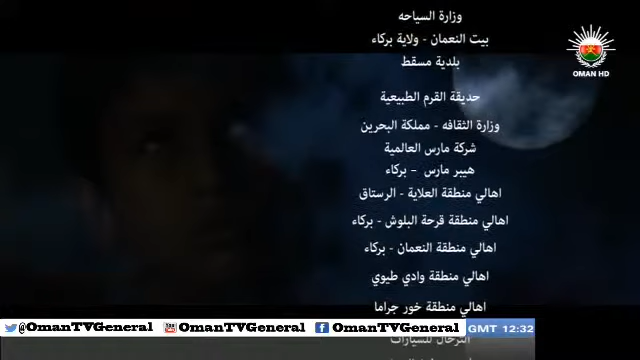 وزارة السياحه
بيت النعمان - ولاية بركاء
بلدية مسقط
OMAN HD
حديقة القرم الطبيعية
وزارة الثقافه - مملكة البحرين
شركة مارس العالمية
هيبر مارس - بركاء
اهالي منطقة العلاية - الرستاق
اهالي منطقة قرحة البلوش - بركاء
اهالي منطقة النعمان - بركاء
اهالي منطقة وادي طيوي
اهالي منطقة خور جراما
@OmanTVGeneral OmanTVGeneral OmanTVGeneral GMT 12:32
الترحال للسيارات